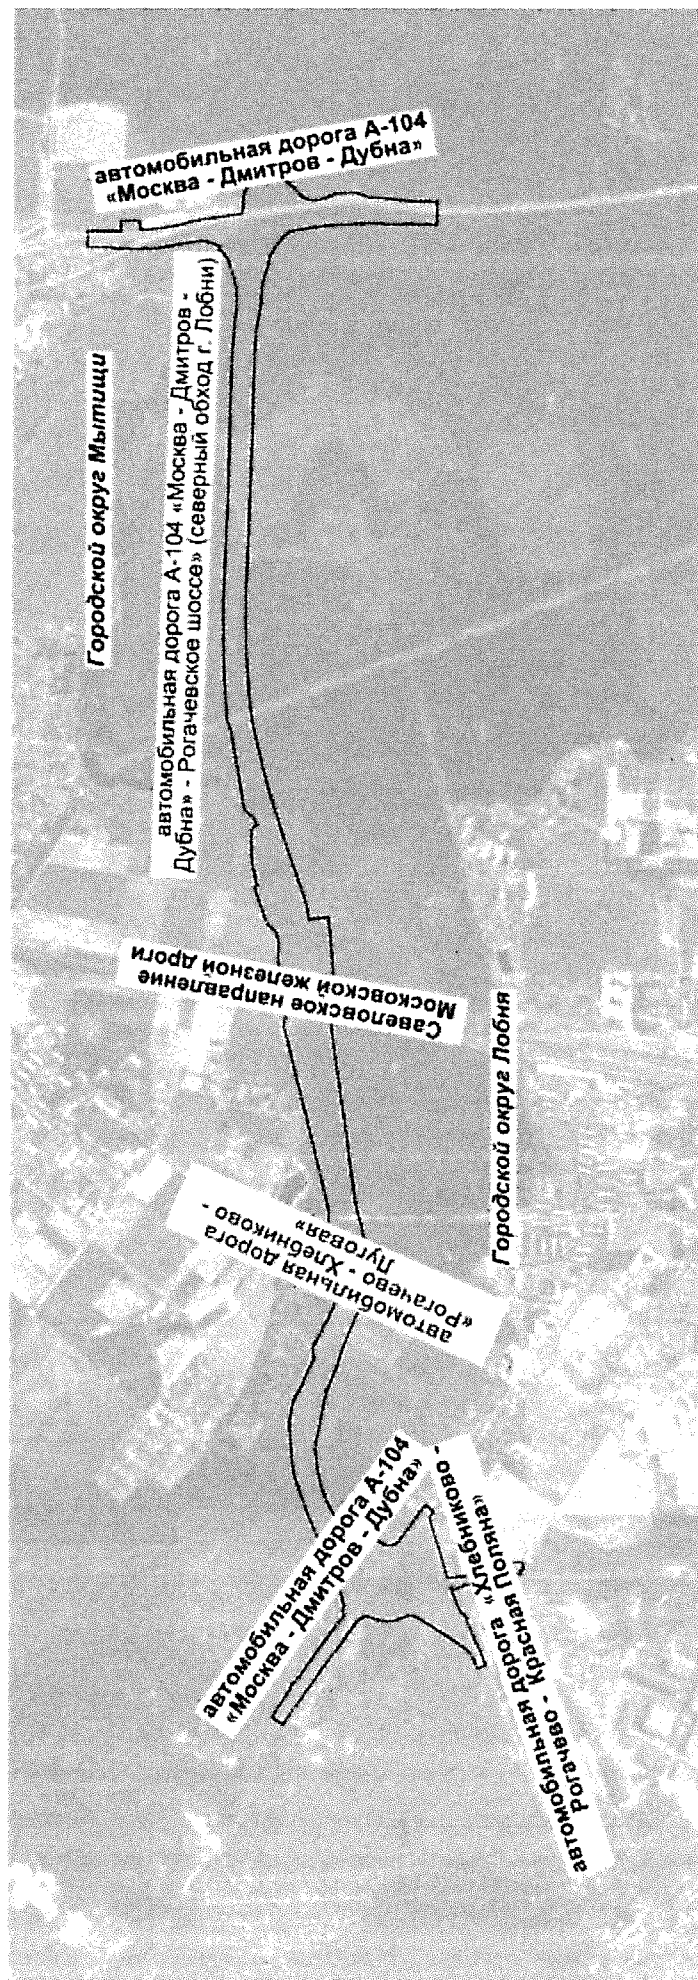 автомобильная дорога А-104
«Москва - Дмитров - Дубна»
Городской округ Мытищи
автомобильная дорога А-104 «Москва - Дмитров -
Дубна» - Рогачевское шоссе» (северный обход г. Лобни)
Савеловское направление
Московской железной дроги
Городской округ Лобня
автомобильная дорога
«Рогачево - Хлебниково -
Луговая»
автомобильная дорога А-104
«Москва - Дмитров - Дубна»
автомобильная дорога "Хлебниково -
Рогачево - Красная Поляна»